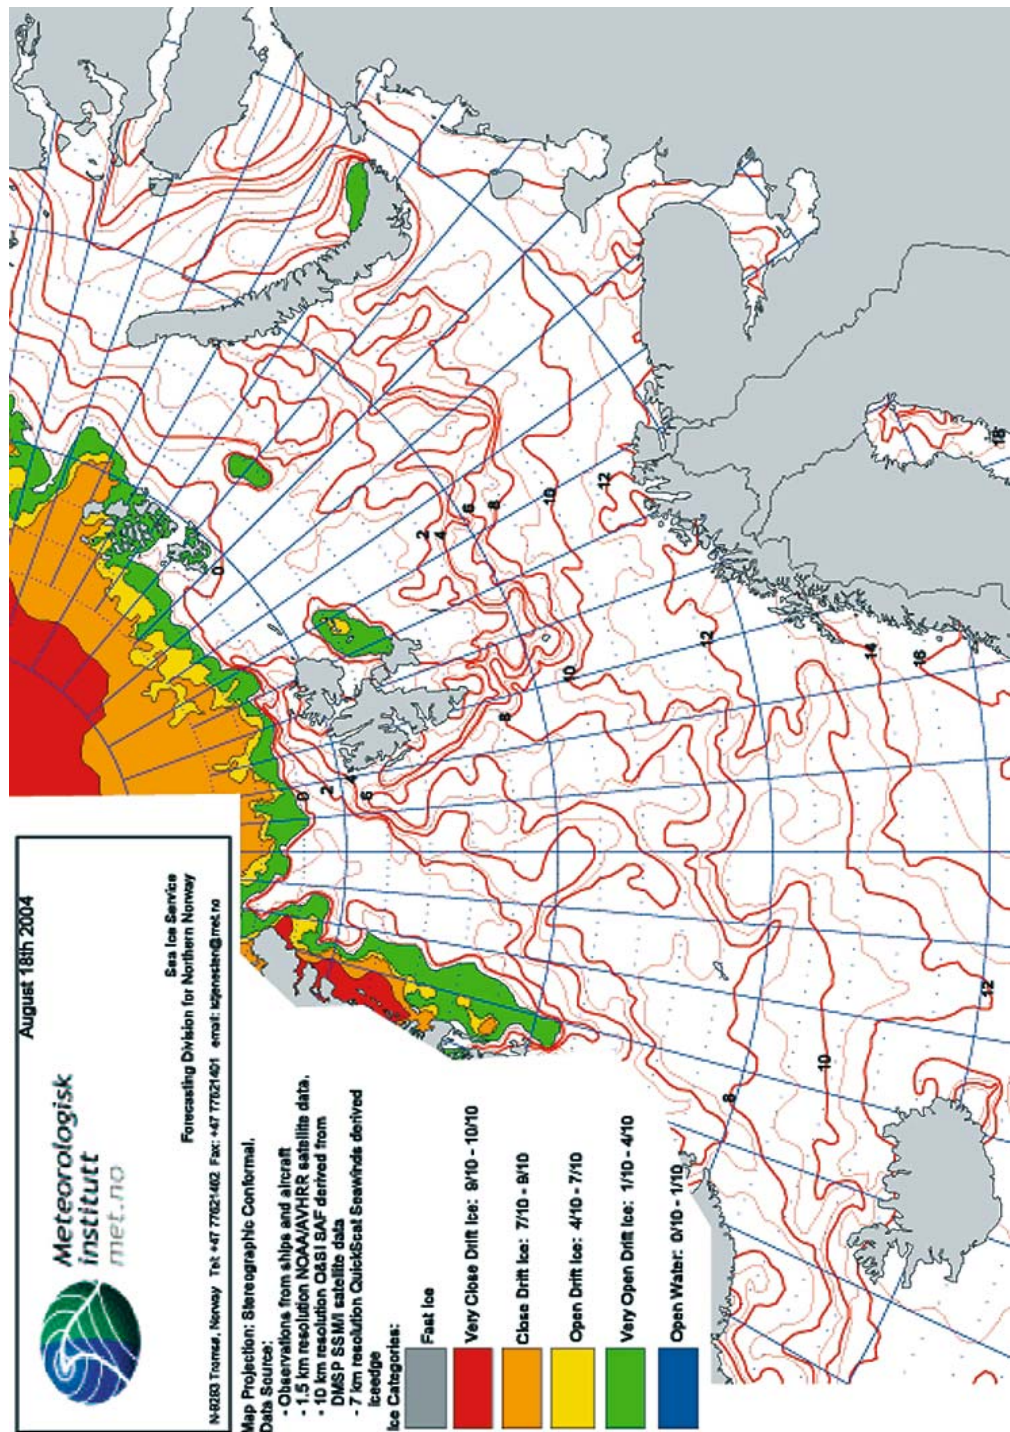 August 18th 2004
Meteorologisk
institutt
met.no
Sea Ice Service
Forecasting Division for Northern Norway
N-9293 Tromsø, Norway Tel: +47 77621462 Fax: +47 77621401 email:
Map Projection: Stereographic Conformal.
Data Source:
- Observations from ships and aircraft
- 1.5 km resolution NOAA/AVHRR satellite data.
- 10 km resolution O&SI SAF derived from
DMSP SSM/I satellite data
- 7 km resolution QuickScat Seawinds derived
iceedge
Ice Categories:
Fast Ice
Very Close Drift Ice: 9/10 - 10/10
Close Drift Ice: 7/10 - 9/10
Open Drift Ice: 4/10 - 7/10
Very Open Drift Ice: 1/10 - 4/10
Open Water: 0/10 - 1/10
0
2
4
6
8
10
12
0
2
4
6
8
10
12
14
16
18
8
10
12